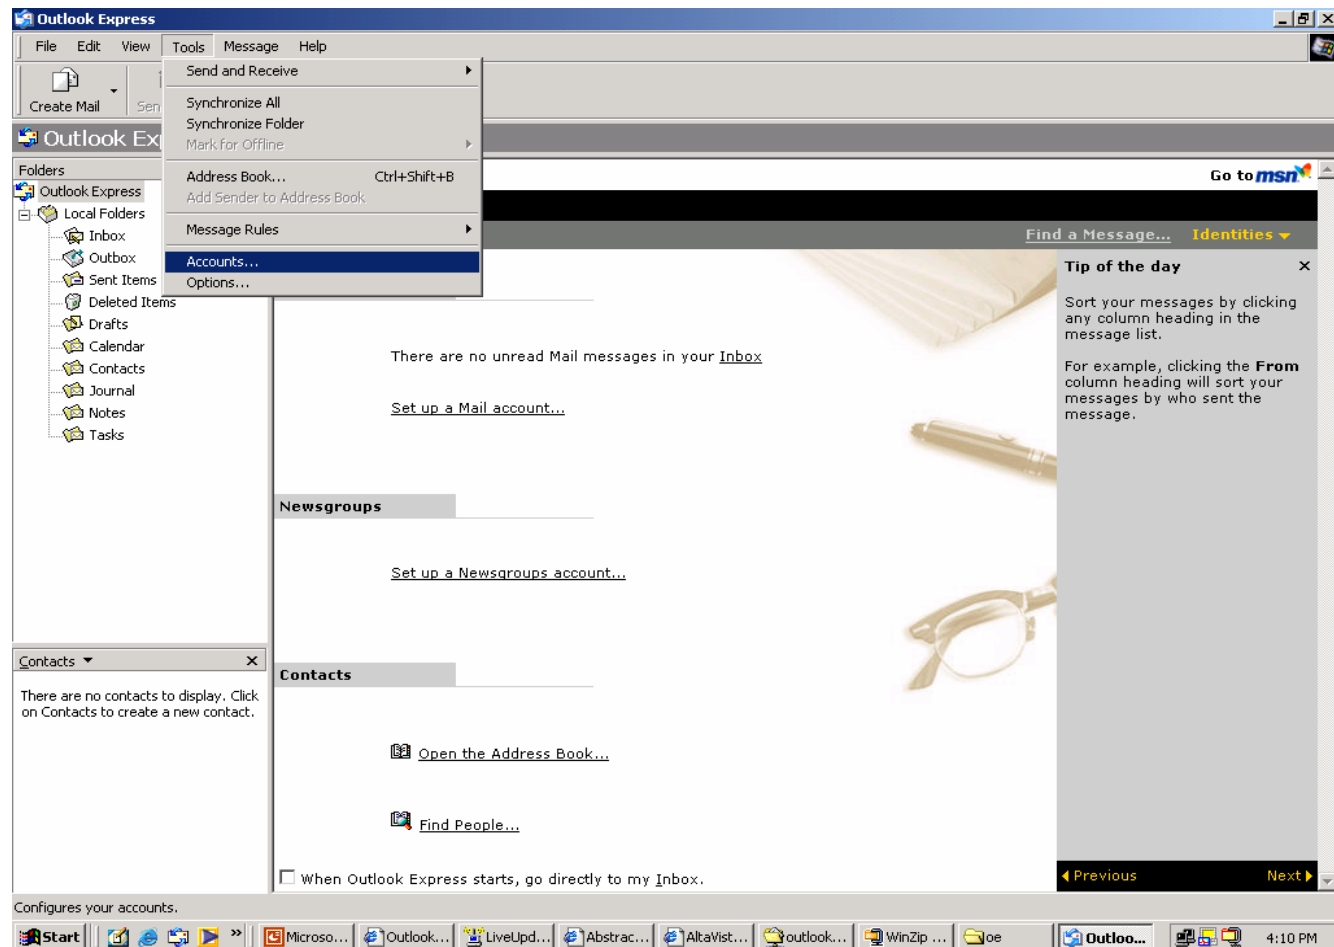 Outlook Express
File Edit View Tools Message Help
Create Mail
Sen
Send and Receive
Synchronize All
Synchronize Folder
Mark for Offline
Address Book... Ctrl+Shift+B
Add Sender to Address Book
Message Rules
Accounts...
Options...
Outlook Ex
Folders
Outlook Express
Local Folders
Inbox
Outbox
Sent Items
Deleted Items
Drafts
Calendar
Contacts
Journal
Notes
Tasks
Contacts
There are no contacts to display. Click
on Contacts to create a new contact.
Go to msn
Find a Message... Identities
There are no unread Mail messages in your Inbox
Set up a Mail account...
Newsgroups
Set up a Newsgroups account...
Contacts
Open the Address Book...
Find People...
When Outlook Express starts, go directly to my Inbox.
Tip of the day
Sort your messages by clicking
any column heading in the
message list.
For example, clicking the From
column heading will sort your
messages by who sent the
message.
Previous Next
Configures your accounts.
Start Microso... Outlook... LiveUpd... Abstrac... AltaVist... outlook... WinZip ... oe Outloo... 4:10 PM